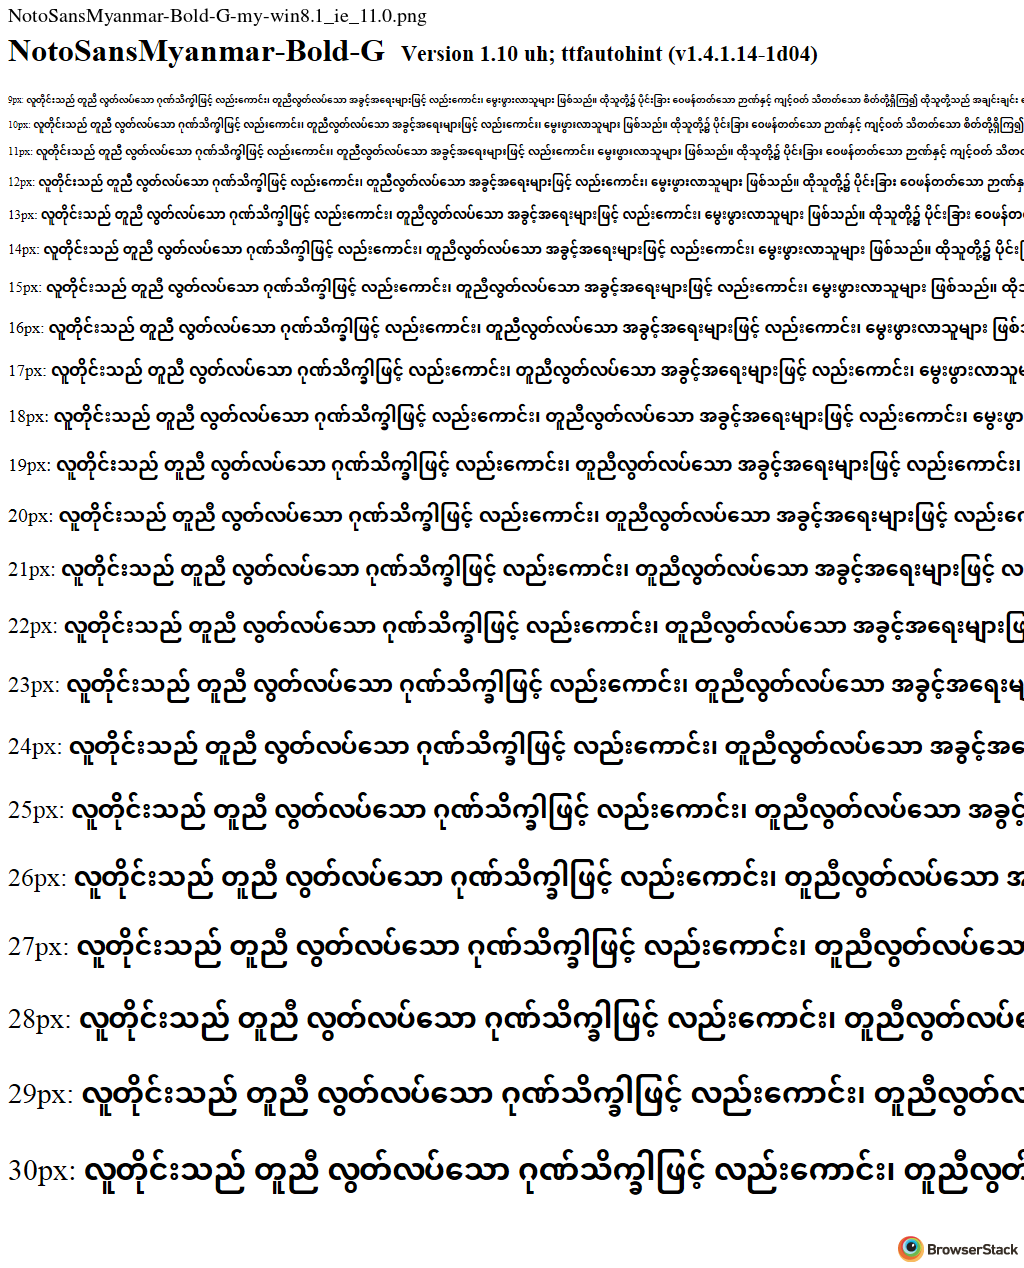 NotoSansMyanmar-Bold-G-my-win8.1_ie_11.0.png
NotoSansMyanmar-Bold-G Version 1.10 uh; ttfautohint (v1.4.1.14-1d04)
9px: လူတိုင်းသည် တူညီ လွတ်လပ်သော ဂုဏ်သိက္ခါဖြင့် လည်းကောင်း၊ တူညီလွတ်လပ်သော အခွင့်အရေးများဖြင့် လည်းကောင်း၊ မွေးဖွားလာသူများ ဖြစ်သည်။ ထိုသူတို့၌ ပိုင်းခြား ဝေဖန်တတ်သော ဉာဏ်နှင့် ကျင့်ဝတ် သိတတ်သော စိတ်တို့ရှိကြ၍ ထိုသူတို့သည် အချင်းချင်း
10px: လူတိုင်းသည် တူညီ လွတ်လပ်သော ဂုဏ်သိက္ခါဖြင့် လည်းကောင်း၊ တူညီလွတ်လပ်သော အခွင့်အရေးများဖြင့် လည်းကောင်း၊ မွေးဖွားလာသူများ ဖြစ်သည်။ ထိုသူတို့၌ ပိုင်းခြား ဝေဖန်တတ်သော ဉာဏ်နှင့် ကျင့်ဝတ် သိတတ်သော စိတ်တို့ရှိကြ၍
11px: လူတိုင်းသည် တူညီ လွတ်လပ်သော ဂုဏ်သိက္ခါဖြင့် လည်းကောင်း၊ တူညီလွတ်လပ်သော အခွင့်အရေးများဖြင့် လည်းကောင်း၊ မွေးဖွားလာသူများ ဖြစ်သည်။ ထိုသူတို့၌ ပိုင်းခြား ဝေဖန်တတ်သော ဉာဏ်နှင့် ကျင့်ဝတ် သိတ
12px: လူတိုင်းသည် တူညီ လွတ်လပ်သော ဂုဏ်သိက္ခါဖြင့် လည်းကောင်း၊ တူညီလွတ်လပ်သော အခွင့်အရေးများဖြင့် လည်းကောင်း၊ မွေးဖွားလာသူများ ဖြစ်သည်။ ထိုသူတို့၌ ပိုင်းခြား ဝေဖန်တတ်သော ဉာဏ်နှ
13px: လူတိုင်းသည် တူညီ လွတ်လပ်သော ဂုဏ်သိက္ခါဖြင့် လည်းကောင်း၊ တူညီလွတ်လပ်သော အခွင့်အရေးများဖြင့် လည်းကောင်း၊ မွေးဖွားလာသူများ ဖြစ်သည်။ ထိုသူတို့၌ ပိုင်းခြား ဝေဖန်တ
14px: လူတိုင်းသည် တူညီ လွတ်လပ်သော ဂုဏ်သိက္ခါဖြင့် လည်းကောင်း၊ တူညီလွတ်လပ်သော အခွင့်အရေးများဖြင့် လည်းကောင်း၊ မွေးဖွားလာသူများ ဖြစ်သည်။ ထိုသူတို့၌ ပိုင်း
15px: လူတိုင်းသည် တူညီ လွတ်လပ်သော ဂုဏ်သိက္ခါဖြင့် လည်းကောင်း၊ တူညီလွတ်လပ်သော အခွင့်အရေးများဖြင့် လည်းကောင်း၊ မွေးဖွားလာသူများ ဖြစ်သည်။ ထို
16px: လူတိုင်းသည် တူညီ လွတ်လပ်သော ဂုဏ်သိက္ခါဖြင့် လည်းကောင်း၊ တူညီလွတ်လပ်သော အခွင့်အရေးများဖြင့် လည်းကောင်း၊ မွေးဖွားလာသူများ ဖြစ်
17px: လူတိုင်းသည် တူညီ လွတ်လပ်သော ဂုဏ်သိက္ခါဖြင့် လည်းကောင်း၊ တူညီလွတ်လပ်သော အခွင့်အရေးများဖြင့် လည်းကောင်း၊ မွေးဖွားလာသူမ
18px: လူတိုင်းသည် တူညီ လွတ်လပ်သော ဂုဏ်သိက္ခါဖြင့် လည်းကောင်း၊ တူညီလွတ်လပ်သော အခွင့်အရေးများဖြင့် လည်းကောင်း၊ မွေးဖွာ
19px: လူတိုင်းသည် တူညီ လွတ်လပ်သော ဂုဏ်သိက္ခါဖြင့် လည်းကောင်း၊ တူညီလွတ်လပ်သော အခွင့်အရေးများဖြင့် လည်းကောင်း၊
20px: လူတိုင်းသည် တူညီ လွတ်လပ်သော ဂုဏ်သိက္ခါဖြင့် လည်းကောင်း၊ တူညီလွတ်လပ်သော အခွင့်အရေးများဖြင့် လည်းက
21px: လူတိုင်းသည် တူညီ လွတ်လပ်သော ဂုဏ်သိက္ခါဖြင့် လည်းကောင်း၊ တူညီလွတ်လပ်သော အခွင့်အရေးများဖြင့် လ
22px: လူတိုင်းသည် တူညီ လွတ်လပ်သော ဂုဏ်သိက္ခါဖြင့် လည်းကောင်း၊ တူညီလွတ်လပ်သော အခွင့်အရေးများဖြ
23px: လူတိုင်းသည် တူညီ လွတ်လပ်သော ဂုဏ်သိက္ခါဖြင့် လည်းကောင်း၊ တူညီလွတ်လပ်သော အခွင့်အရေးမျ
24px: လူတိုင်းသည် တူညီ လွတ်လပ်သော ဂုဏ်သိက္ခါဖြင့် လည်းကောင်း၊ တူညီလွတ်လပ်သော အခွင့်အရေ
25px: လူတိုင်းသည် တူညီ လွတ်လပ်သော ဂုဏ်သိက္ခါဖြင့် လည်းကောင်း၊ တူညီလွတ်လပ်သော အခွင့်
26px: လူတိုင်းသည် တူညီ လွတ်လပ်သော ဂုဏ်သိက္ခါဖြင့် လည်းကောင်း၊ တူညီလွတ်လပ်သော အ
27px: လူတိုင်းသည် တူညီ လွတ်လပ်သော ဂုဏ်သိက္ခါဖြင့် လည်းကောင်း၊ တူညီလွတ်လပ်သော
28px: လူတိုင်းသည် တူညီ လွတ်လပ်သော ဂုဏ်သိက္ခါဖြင့် လည်းကောင်း၊ တူညီလွတ်လပ်
29px: လူတိုင်းသည် တူညီ လွတ်လပ်သော ဂုဏ်သိက္ခါဖြင့် လည်းကောင်း၊ တူညီလွတ်လ
30px: လူတိုင်းသည် တူညီ လွတ်လပ်သော ဂုဏ်သိက္ခါဖြင့် လည်းကောင်း၊ တူညီလွတ်
BrowserStack